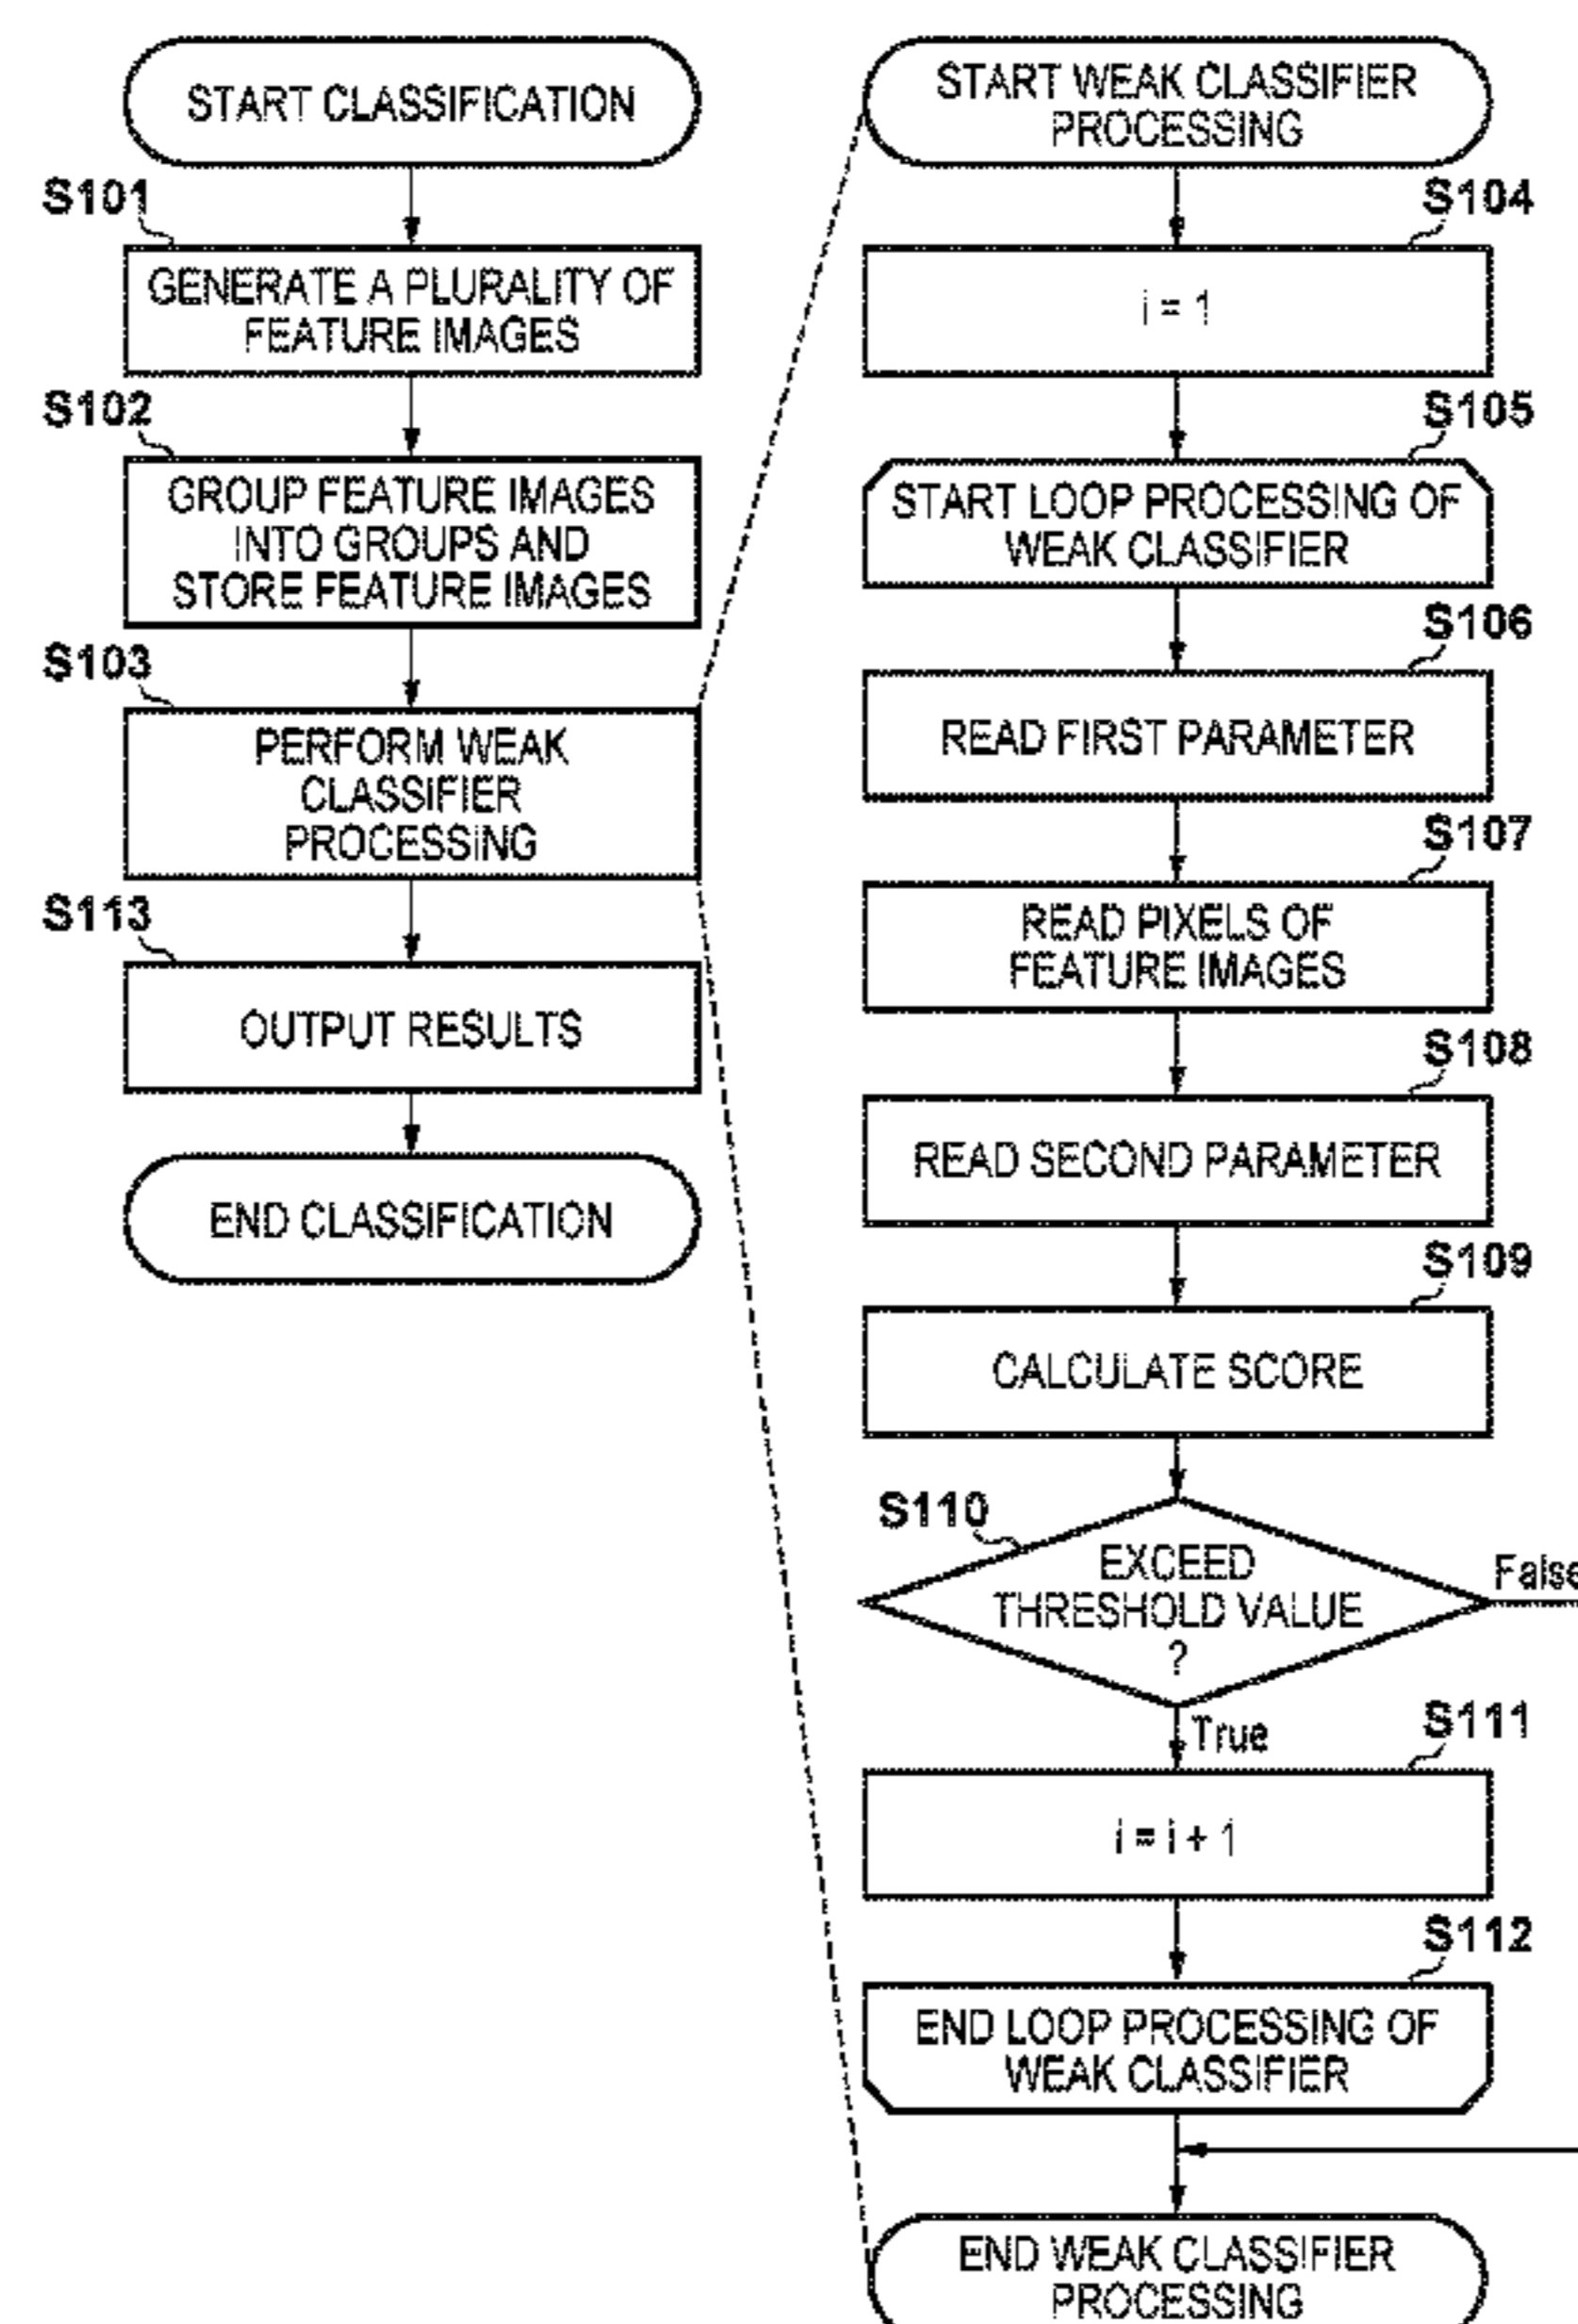 START CLASSIFICATION
S101
GENERATE A PLURALITY OF
FEATURE IMAGES
S102
GROUP FEATURE IMAGES
INTO GROUPS AND
STORE FEATURE IMAGES
S103
PERFORM WEAK
CLASSIFIER
PROCESSING
S113
OUTPUT RESULTS
END CLASSIFICATION
START WEAK CLASSIFIER
PROCESSING
S104
i = 1
S105
START LOOP PROCESSING OF
WEAK CLASSIFIER
S106
READ FIRST PARAMETER
S107
READ PIXELS OF
FEATURE IMAGES
S108
READ SECOND PARAMETER
S109
CALCULATE SCORE
S110
EXCEED
THRESHOLD VALUE
?
False
True
S111
i = i + 1
S112
END LOOP PROCESSING OF
WEAK CLASSIFIER
END WEAK CLASSIFIER
PROCESSING